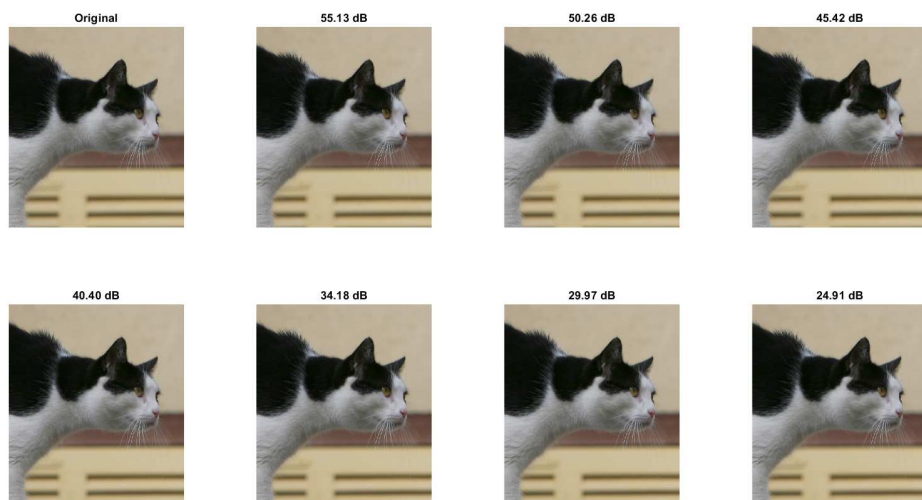 Original
55.13 dB
50.26 dB
45.42 dB
40.40 dB
34.18 dB
29.97 dB
24.91 dB